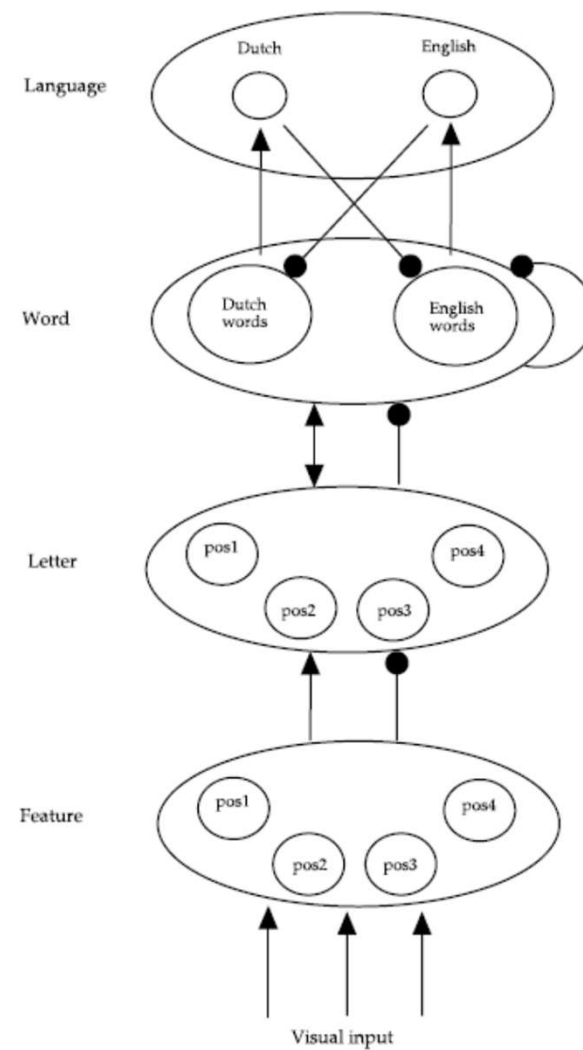 Dutch
English
Language
Dutch
words
English
words
Word
pos1
pos4
Letter
pos2
pos3
pos1
pos4
Feature
pos2
pos3
Visual input